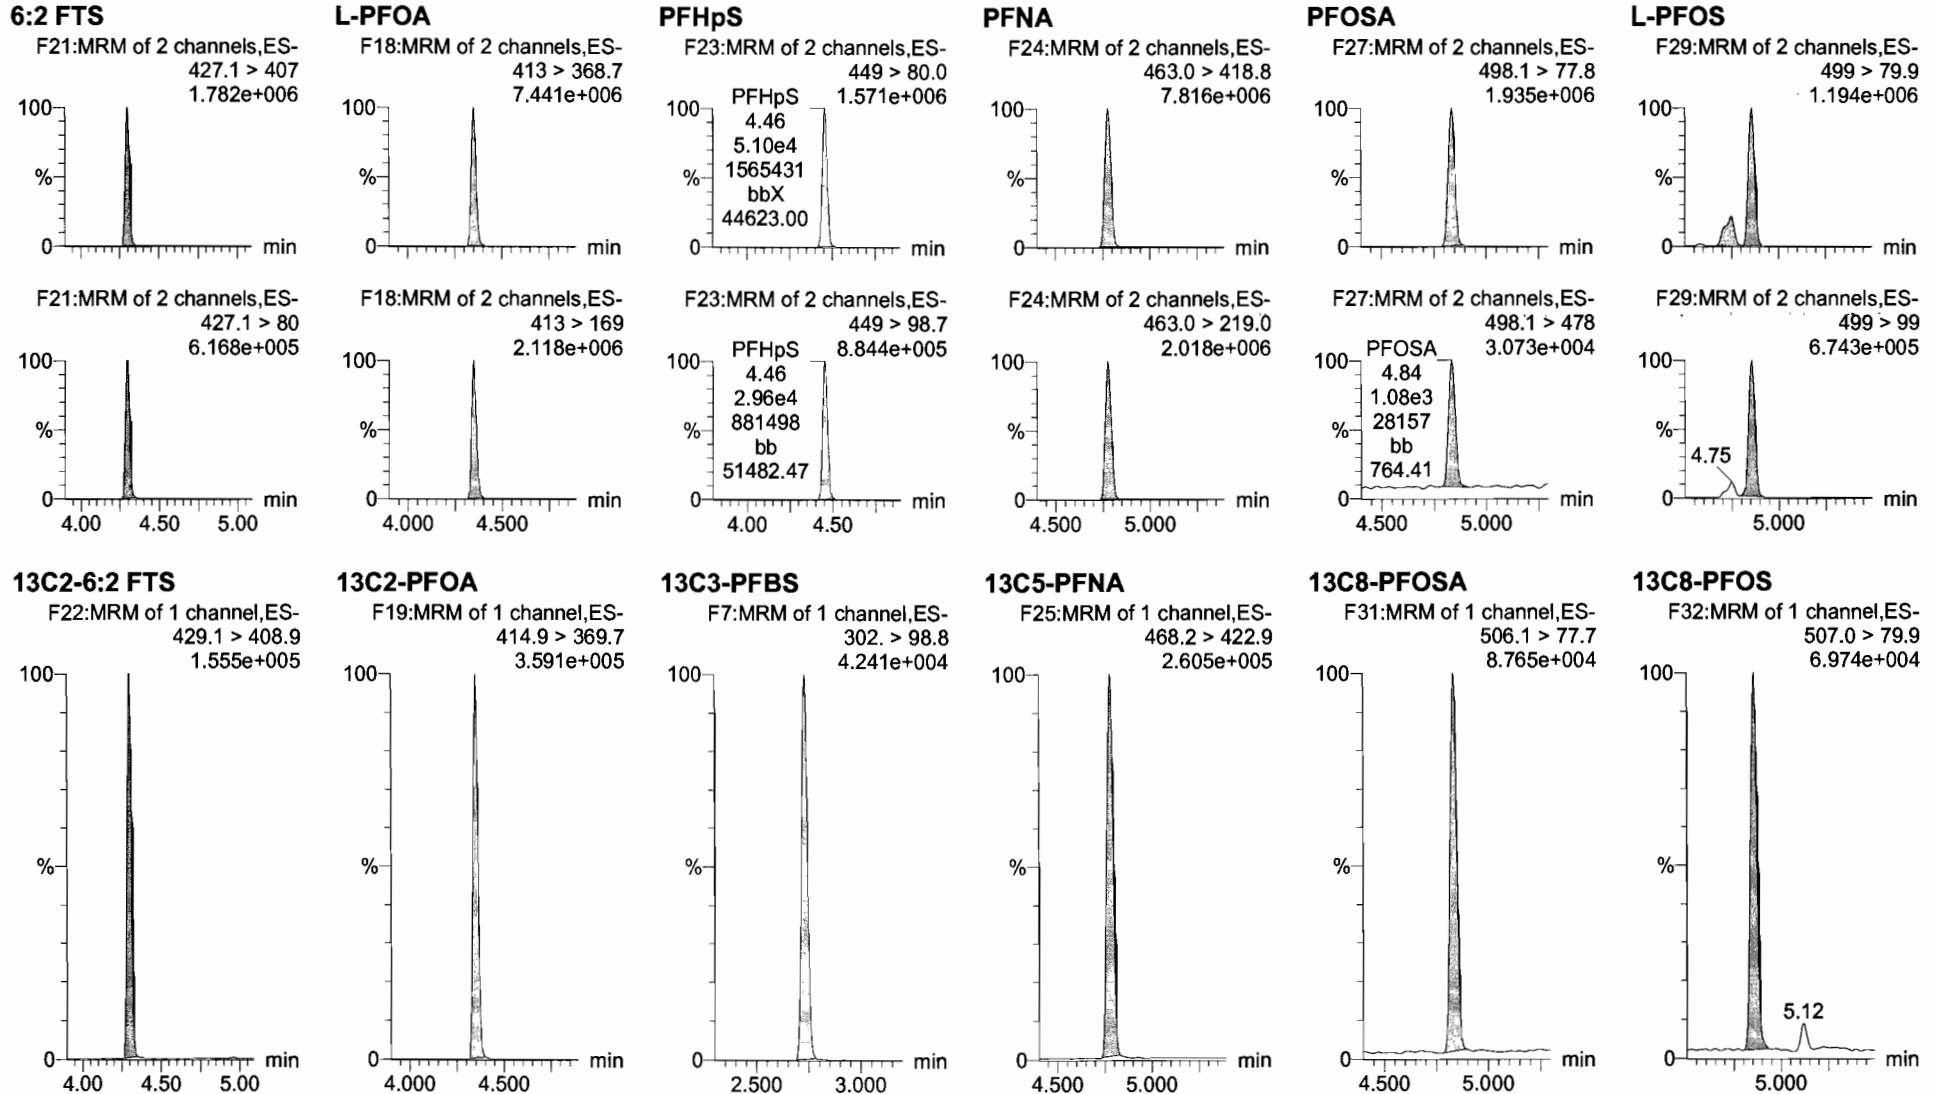 6:2 FTS
F21:MRM of 2 channels,ES-
427.1 > 407
1.782e+006
100
%
0
min
L-PFOA
F18:MRM of 2 channels,ES-
413 > 368.7
7.441e+006
100
%
0
min
PFHpS
F23:MRM of 2 channels,ES-
449 > 80.0
1.571e+006
PFHpS
4.46
5.10e4
1565431
bbX
44623.00
100
%
0
min
PFNA
F24:MRM of 2 channels,ES-
463.0 > 418.8
7.816e+006
100
%
0
min
PFOSA
F27:MRM of 2 channels,ES-
498.1 > 77.8
1.935e+006
100
%
0
min
L-PFOS
F29:MRM of 2 channels,ES-
499 > 79.9
1.194e+006
100
%
0
min
F21:MRM of 2 channels,ES-
427.1 > 80
6.168e+005
100
%
0
min
4.00 4.50 5.00
F18:MRM of 2 channels,ES-
413 > 169
2.118e+006
100
%
0
min
4.000 4.500
F23:MRM of 2 channels,ES-
449 > 98.7
8.844e+005
PFHpS
4.46
2.96e4
881498
bb
51482.47
100
%
0
min
4.00 4.50
F24:MRM of 2 channels,ES-
463.0 > 219.0
2.018e+006
100
%
0
min
4.500 5.000
F27:MRM of 2 channels,ES-
498.1 > 478
3.073e+004
PFOSA
4.84
1.08e3
28157
bb
764.41
100
%
0
min
4.500 5.000
F29:MRM of 2 channels,ES-
499 > 99
6.743e+005
100
%
4.75
0
min
5.000
13C2-6:2 FTS
F22:MRM of 1 channel,ES-
429.1 > 408.9
1.555e+005
100
%
0
min
4.00 4.50 5.00
13C2-PFOA
F19:MRM of 1 channel,ES-
414.9 > 369.7
3.591e+005
100
%
0
min
4.000 4.500
13C3-PFBS
F7:MRM of 1 channel,ES-
302. > 98.8
4.241e+004
100
%
0
min
2.500 3.000
13C5-PFNA
F25:MRM of 1 channel,ES-
468.2 > 422.9
2.605e+005
100
%
0
min
4.500 5.000
13C8-PFOSA
F31:MRM of 1 channel,ES-
506.1 > 77.7
8.765e+004
100
%
0
min
4.500 5.000
13C8-PFOS
F32:MRM of 1 channel,ES-
507.0 > 79.9
6.974e+004
100
%
5.12
0
min
5.000